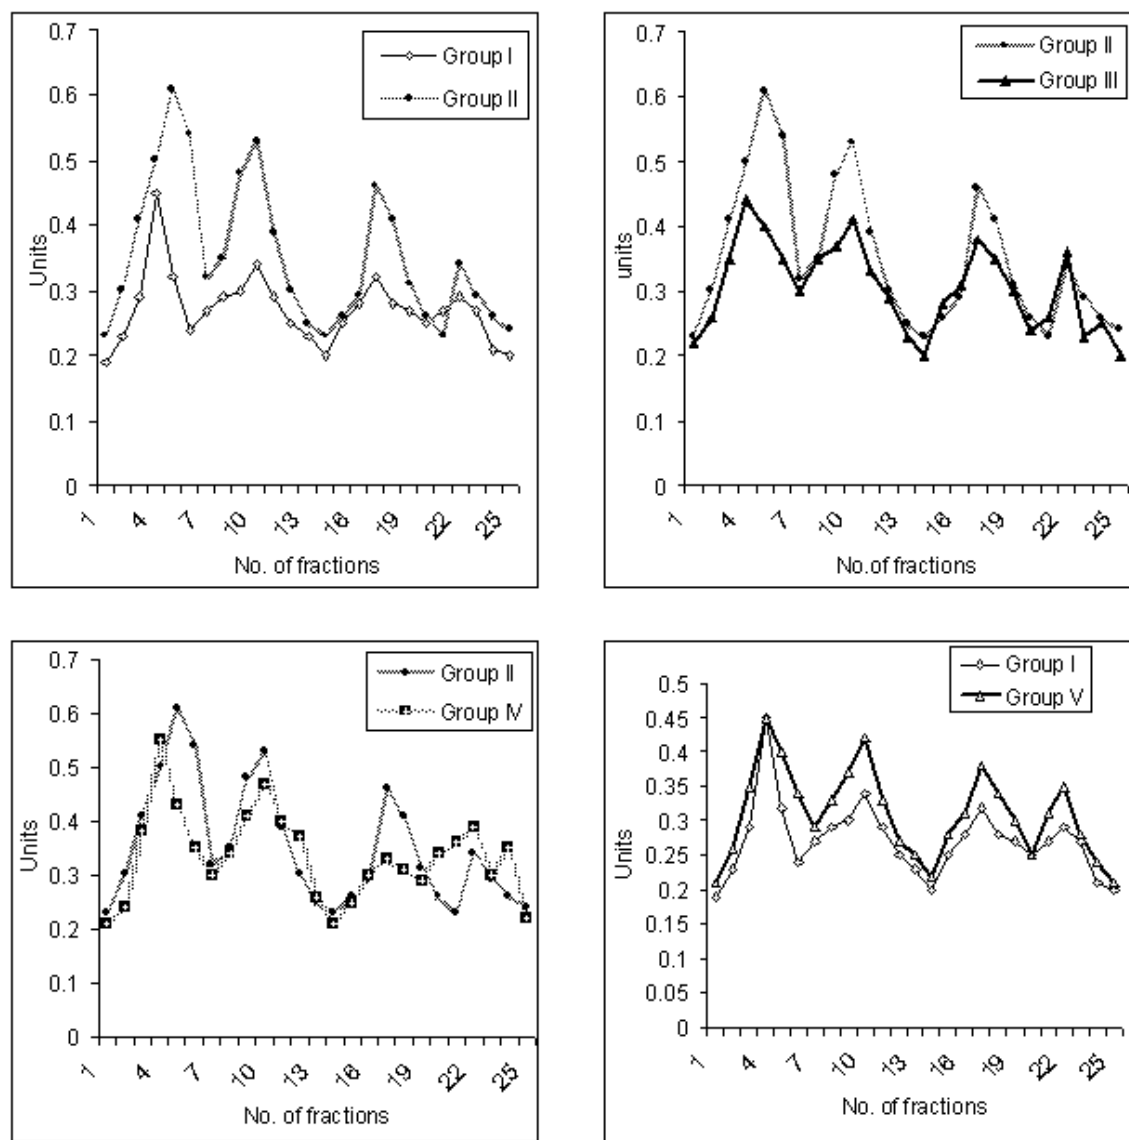 0.7
0.6
0.5
0.4
0.3
0.2
0.1
0
Units
Group I
Group II
1 4 7 10 13 16 19 22 25
No. of fractions
0.7
0.6
0.5
0.4
0.3
0.2
0.1
0
units
Group II
Group III
1 4 7 10 13 16 19 22 25
No.of fractions
0.7
0.6
0.5
0.4
0.3
0.2
0.1
0
Units
Group II
Group IV
1 4 7 10 13 16 19 22 25
No. of fractions
0.5
0.45
0.4
0.35
0.3
0.25
0.2
0.15
0.1
0.05
0
Units
Group I
Group V
1 4 7 10 13 16 19 22 25
No. of fractions